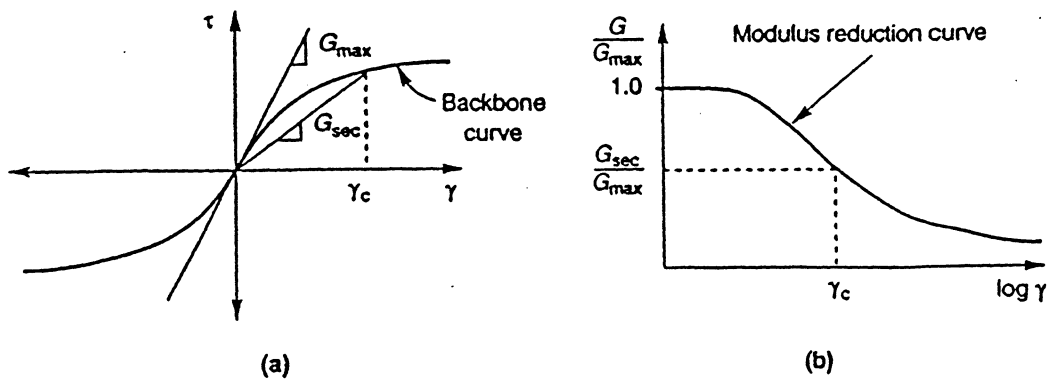 τ
G_max
Backbone
curve
G_sec
γ_c
γ
(a)
G
G_max
Modulus reduction curve
1.0
G_sec
G_max
γ_c
log γ
(b)